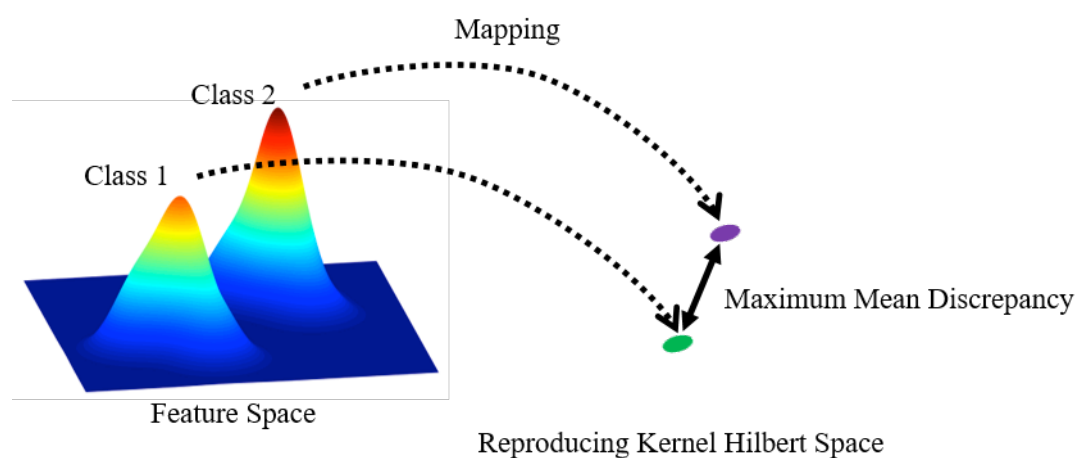 Mapping
Class 2
Class 1
Maximum Mean Discrepancy
Feature Space
Reproducing Kernel Hilbert Space